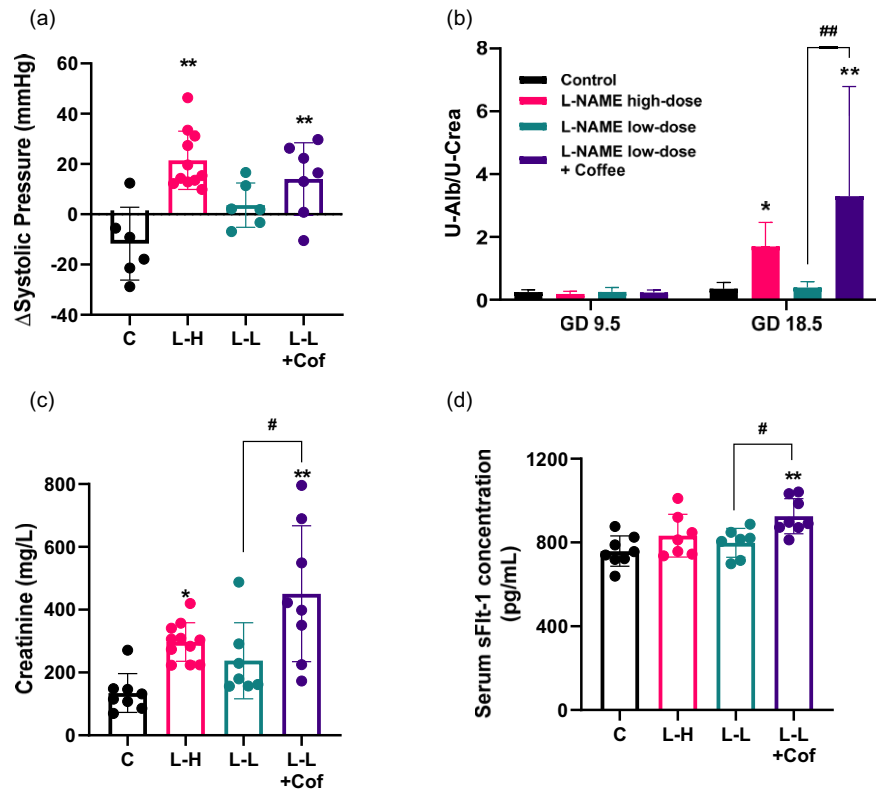 (a)
ΔSystolic Pressure (mmHg)
60
40
20
0
-20
-40
**
**
C
L-H
L-L
L-L
+Cof
(b)
U-Alb/U-Crea
8
6
4
2
0
Control
L-NAME high-dose
L-NAME low-dose
L-NAME low-dose
+ Coffee
*
##
**
GD 9.5
GD 18.5
(c)
Creatinine (mg/L)
800
600
400
200
0
*
#
**
C
L-H
L-L
L-L
+Cof
(d)
Serum sFlt-1 concentration
(pg/mL)
1200
800
400
0
#
**
C
L-H
L-L
L-L
+Cof